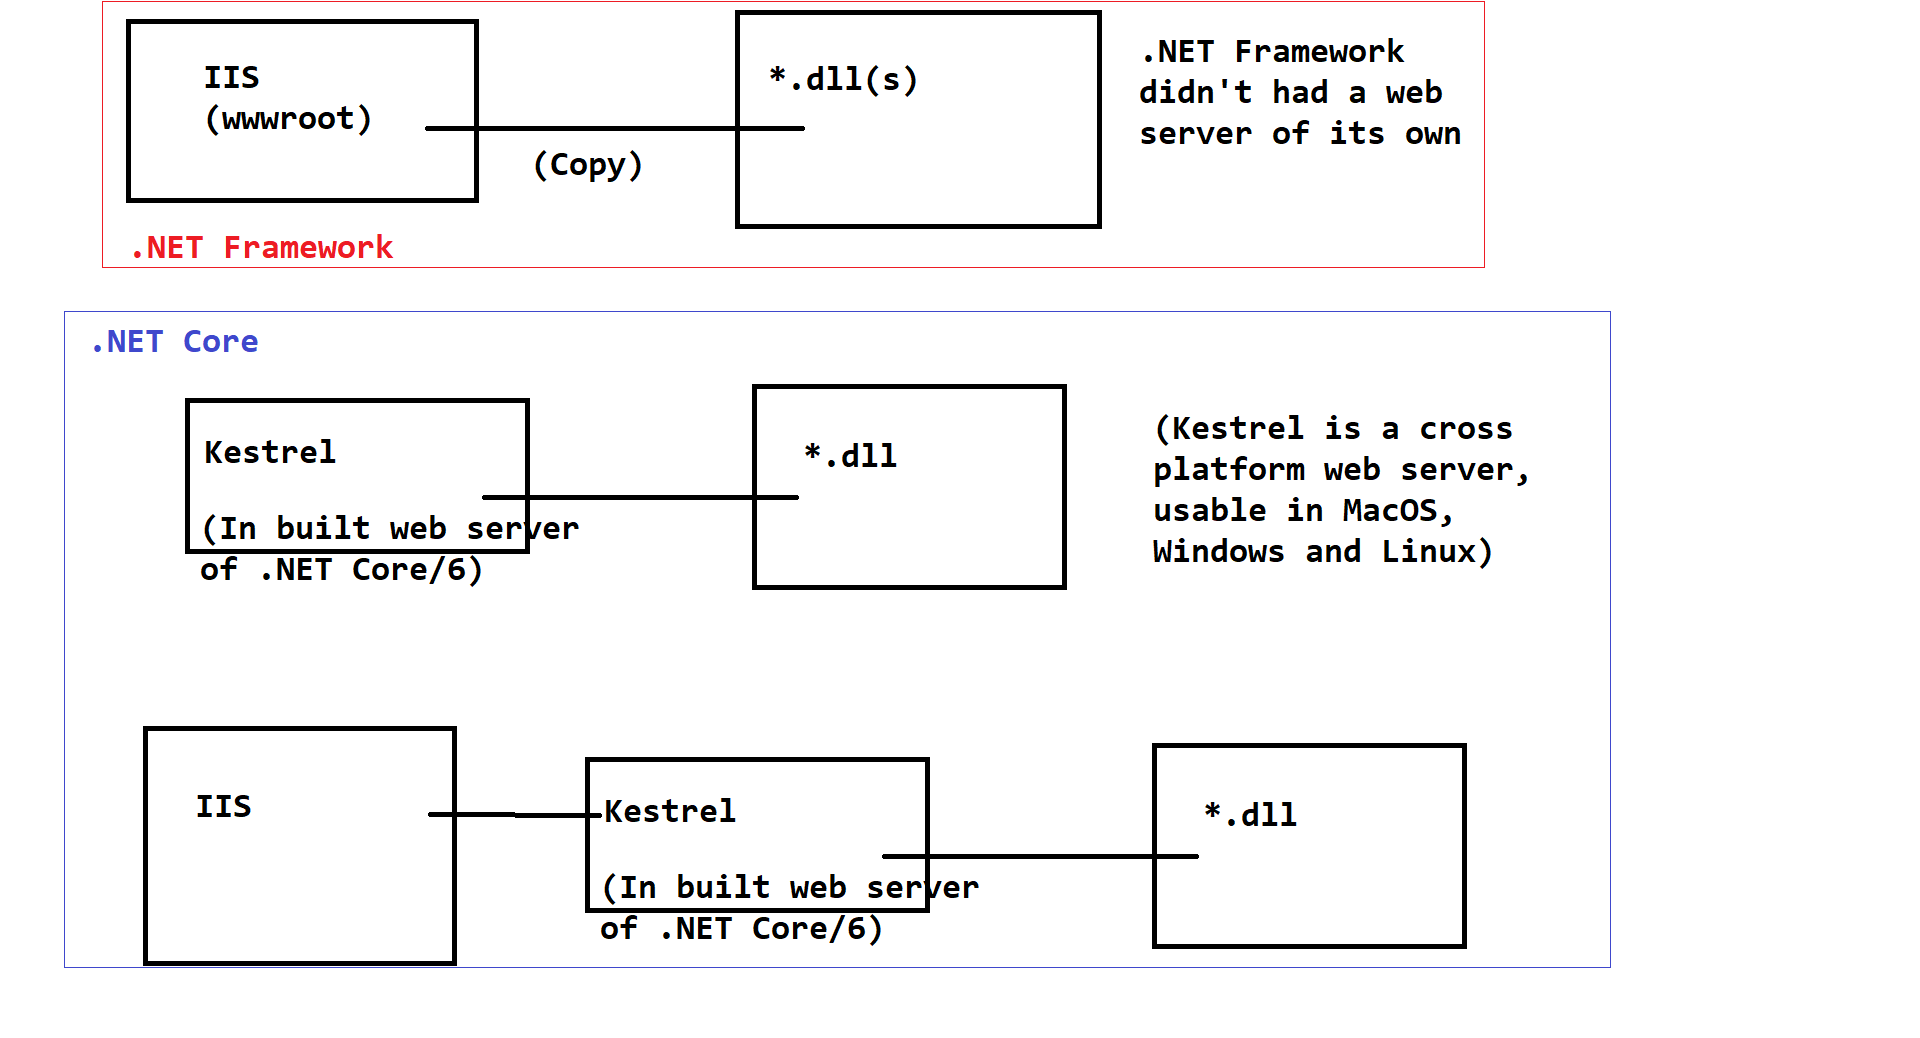 IIS
(wwwroot)
(Copy)
*.dll(s)
.NET Framework
didn't had a web
server of its own
.NET Framework
.NET Core
Kestrel
(In built web server
of .NET Core/6)
*.dll
(Kestrel is a cross
platform web server,
usable in MacOS,
Windows and Linux)
IIS
Kestrel
(In built web server
of .NET Core/6)
*.dll